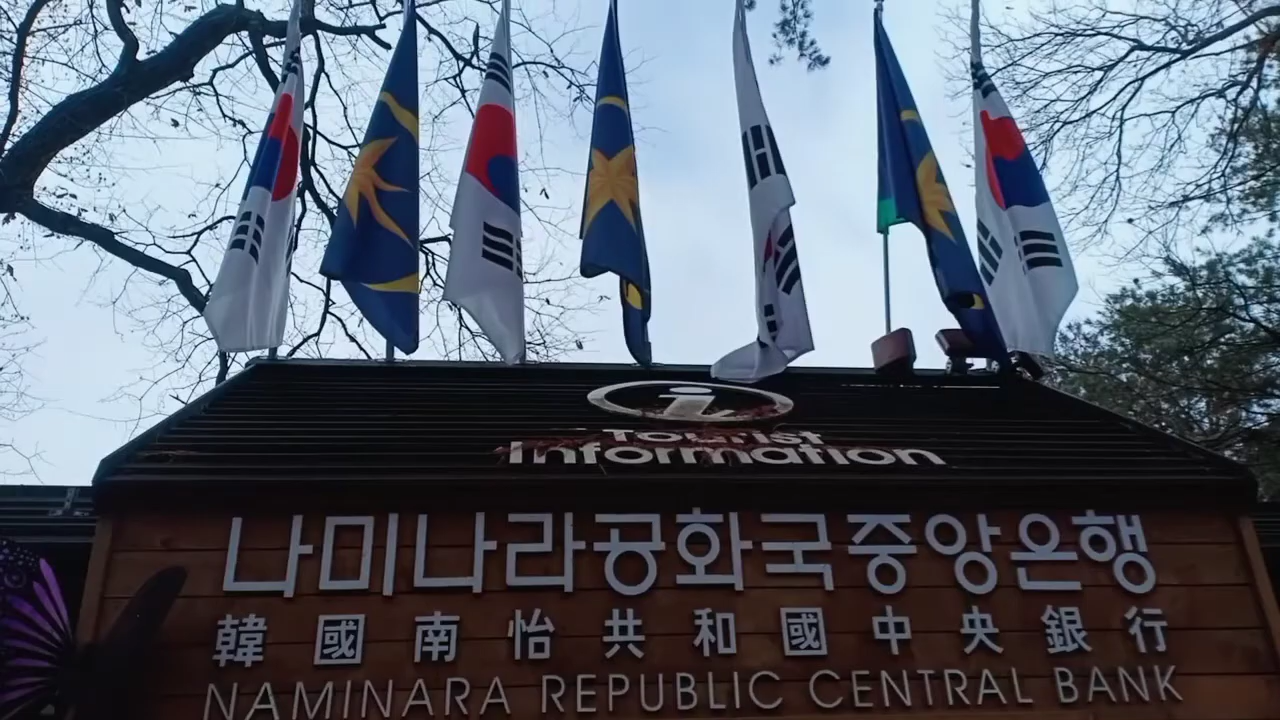 i
Tourist
Information
나미나라공화국중앙은행
韓國南怡共和國中央銀行
NAMINARA REPUBLIC CENTRAL BANK